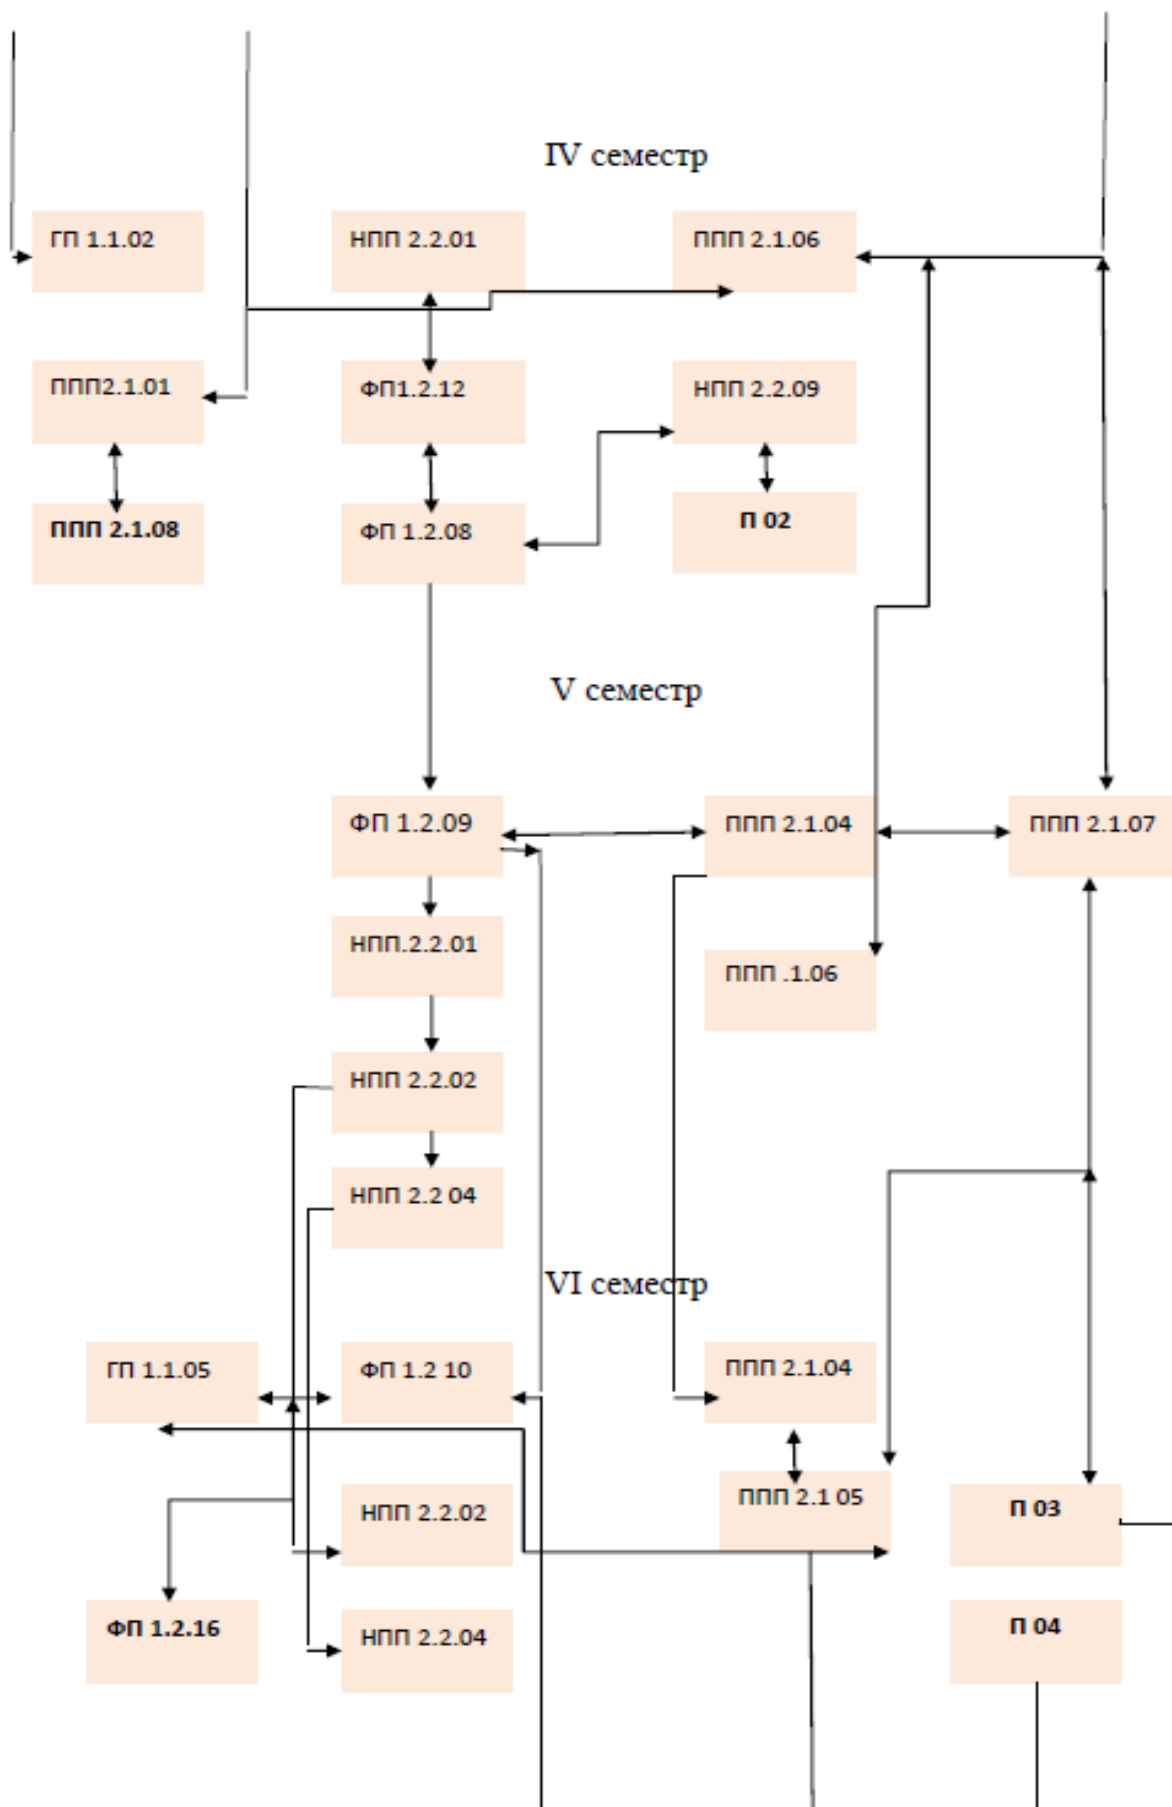 IV семестр
ГП 1.1.02
НПП 2.2.01
ППП 2.1.06
ППП2.1.01
ФП1.2.12
НПП 2.2.09
ППП 2.1.08
ФП 1.2.08
П 02
V семестр
ФП 1.2.09
ППП 2.1.04
ППП 2.1.07
НПП.2.2.01
ППП .1.06
НПП 2.2.02
НПП 2.2 04
VI семестр
ГП 1.1.05
ФП 1.2 10
ППП 2.1.04
НПП 2.2.02
ППП 2.1 05
П 03
ФП 1.2.16
НПП 2.2.04
П 04